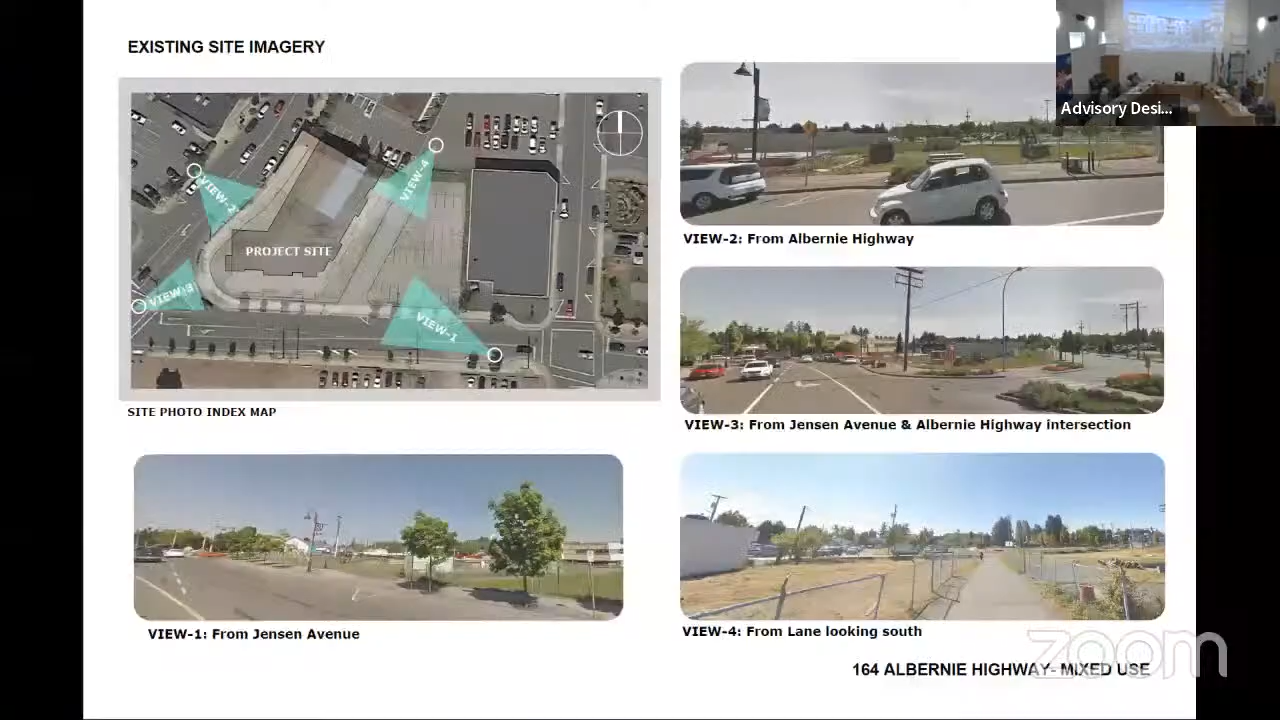 EXISTING SITE IMAGERY
Advisory Desi...
VIEW-2
VIEW-4
PROJECT SITE
VIEW-3
VIEW-1
SITE PHOTO INDEX MAP
VIEW-2: From Albernie Highway
VIEW-3: From Jensen Avenue & Albernie Highway intersection
VIEW-1: From Jensen Avenue
VIEW-4: From Lane looking south
164 ALBERNIE HIGHWAY- MIXED USE
zoom